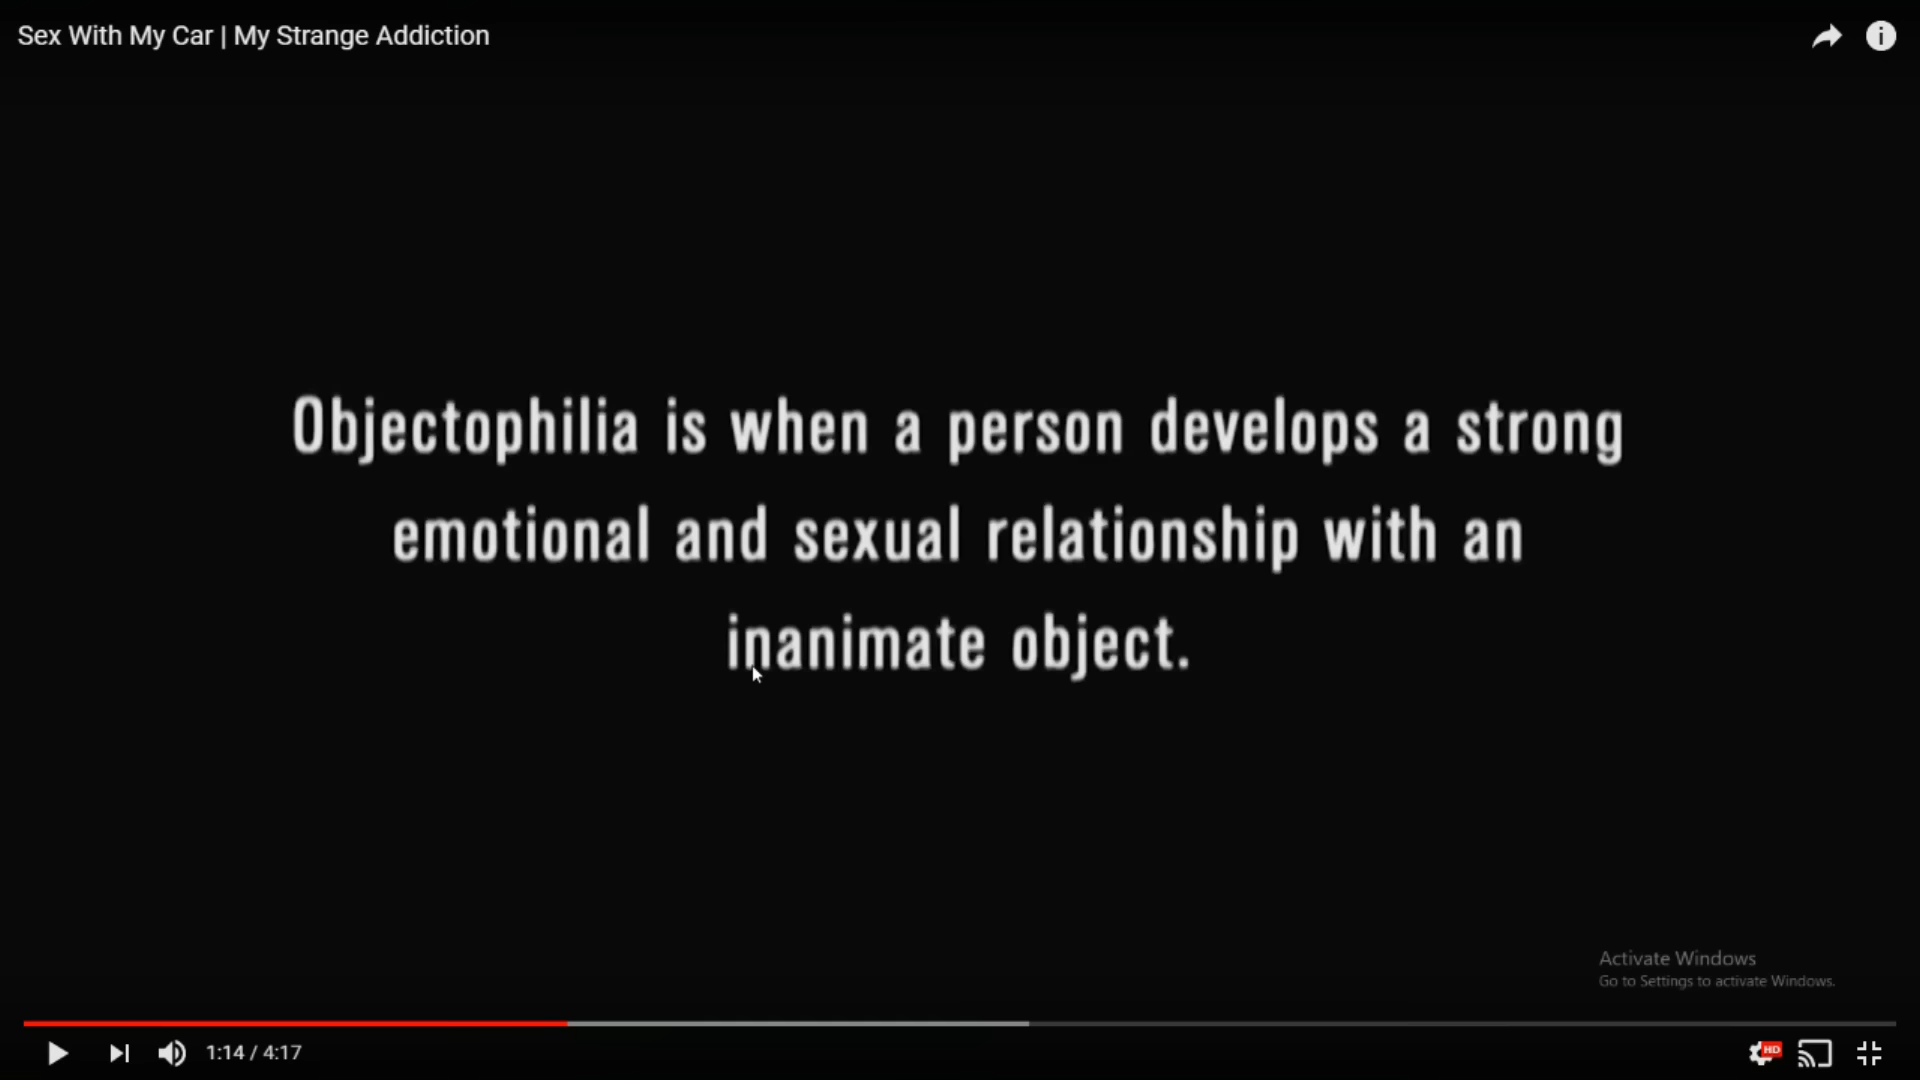 Sex With My Car | My Strange Addiction
Objectophilia is when a person develops a strong
emotional and sexual relationship with an
inanimate object.
Activate Windows
Go to Settings to activate Windows.
1:14 / 4:17
HD